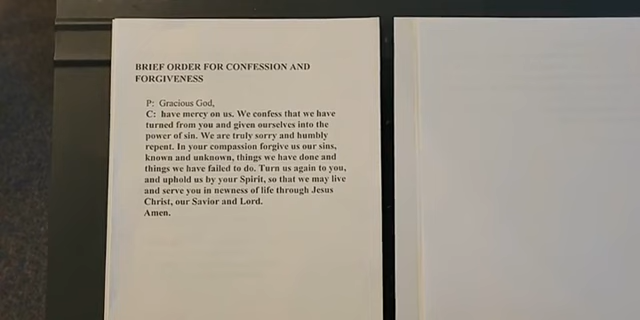 BRIEF ORDER FOR CONFESSION AND
FORGIVENESS
P: Gracious God,
C: have mercy on us. We confess that we have
turned from you and given ourselves into the
power of sin. We are truly sorry and humbly
repent. In your compassion forgive us our sins,
known and unknown, things we have done and
things we have failed to do. Turn us again to you,
and uphold us by your Spirit, so that we may live
and serve you in newness of life through Jesus
Christ, our Savior and Lord.
Amen.